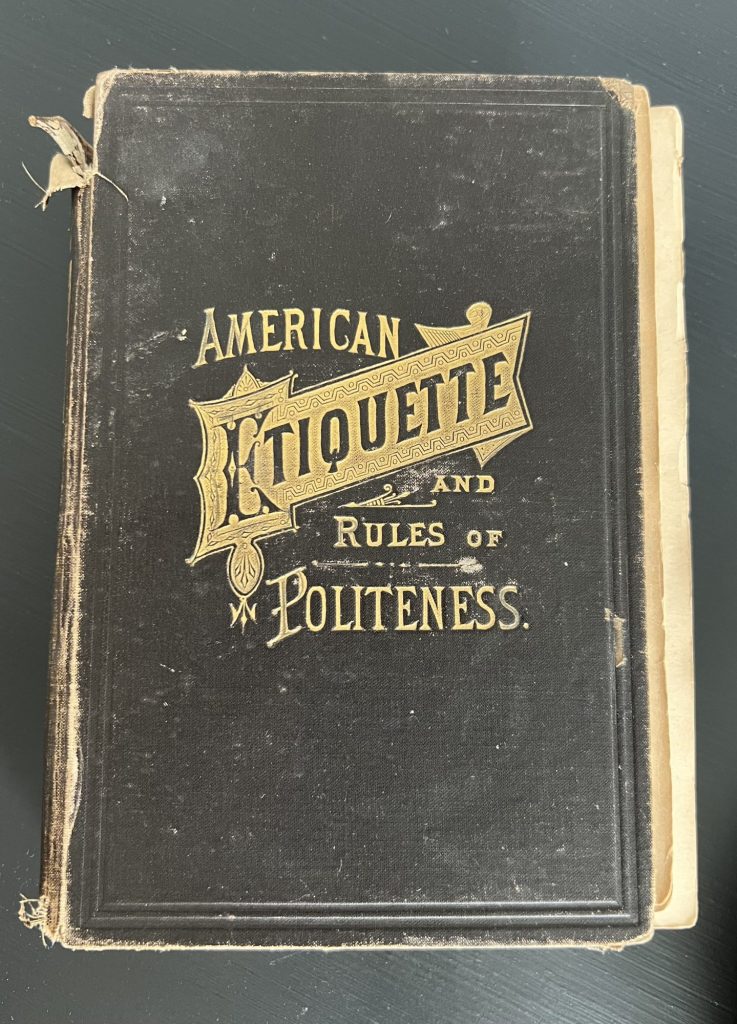 AMERICAN
ETIQUETTE
AND
RULES OF
POLITENESS.